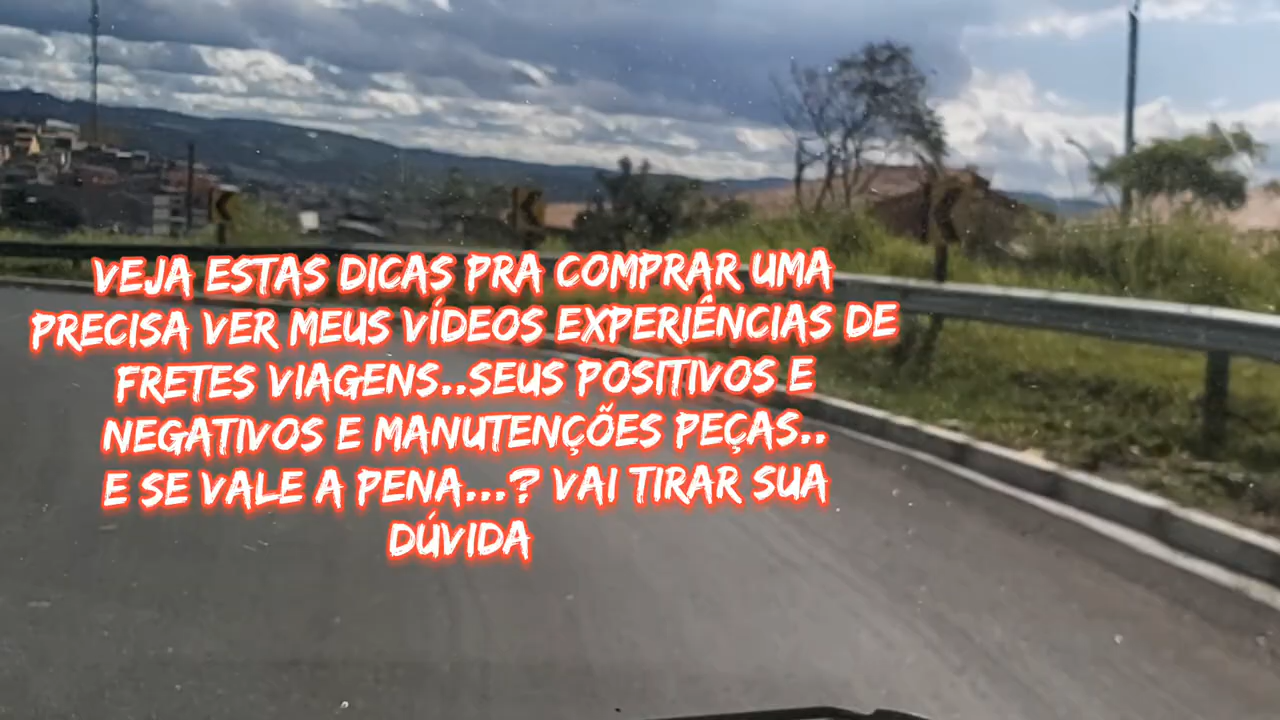 VEJA ESTAS DICAS PRA COMPRAR UMA
PRECISA VER MEUS VÍDEOS EXPERIÊNCIAS DE
FRETES VIAGENS..SEUS POSITIVOS E
NEGATIVOS E MANUTENÇÕES PEÇAS..
E SE VALE A PENA...? VAI TIRAR SUA
DÚVIDA